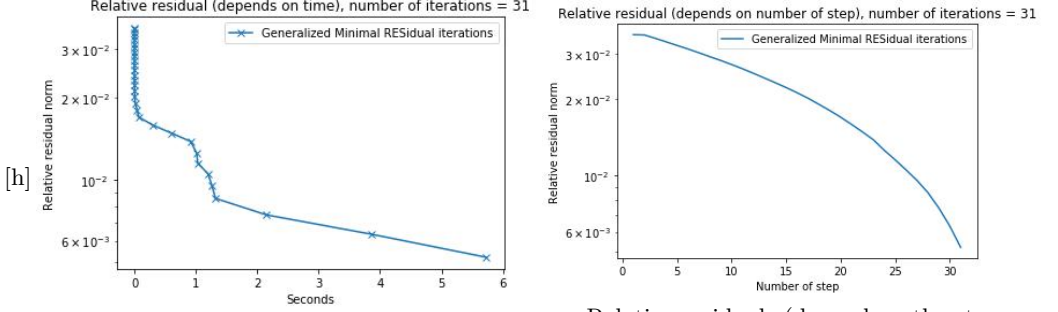 Relative residual (depends on time), number of iterations = 31
Generalized Minimal RESidual iterations
Relative residual norm
3 × 10⁻²
2 × 10⁻²
10⁻²
6 × 10⁻³
0 1 2 3 4 5 6
Seconds
[h]
Relative residual (depends on number of step), number of iterations = 31
Generalized Minimal RESidual iterations
Relative residual norm
3 × 10⁻²
2 × 10⁻²
10⁻²
6 × 10⁻³
0 5 10 15 20 25 30
Number of step